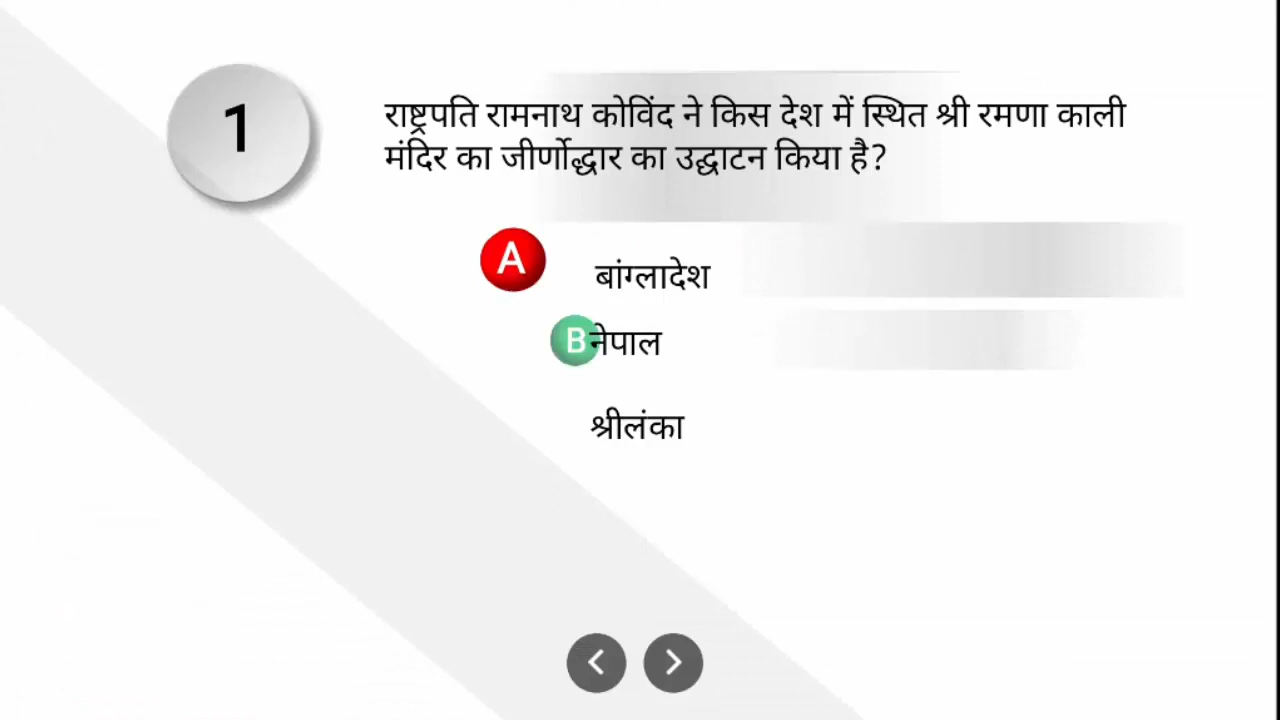 1
राष्ट्रपति रामनाथ कोविंद ने किस देश में स्थित श्री रमणा काली
मंदिर का जीर्णोद्धार का उद्घाटन किया है?
A बांग्लादेश
B नेपाल
श्रीलंका